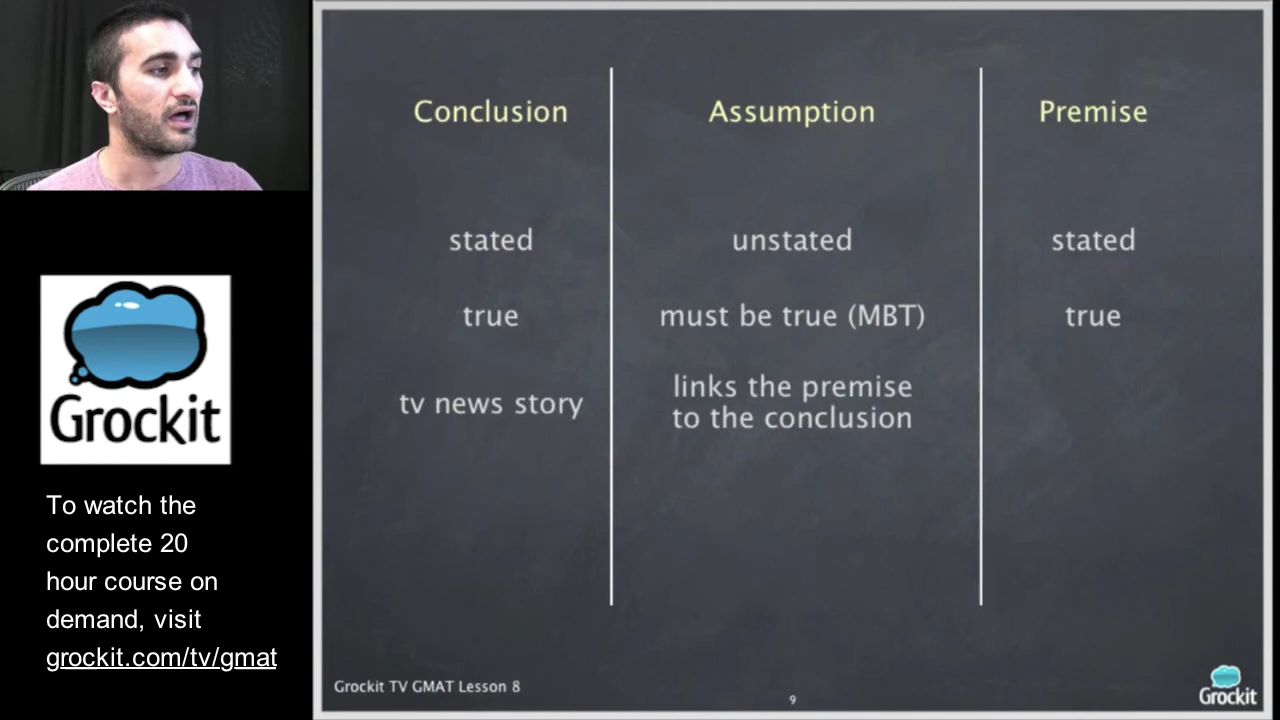 Grockit
To watch the
complete 20
hour course on
demand, visit
grockit.com/tv/gmat
Conclusion
Assumption
Premise
stated
unstated
stated
true
must be true (MBT)
true
tv news story
links the premise
to the conclusion
Grockit TV GMAT Lesson 8
9
Grockit